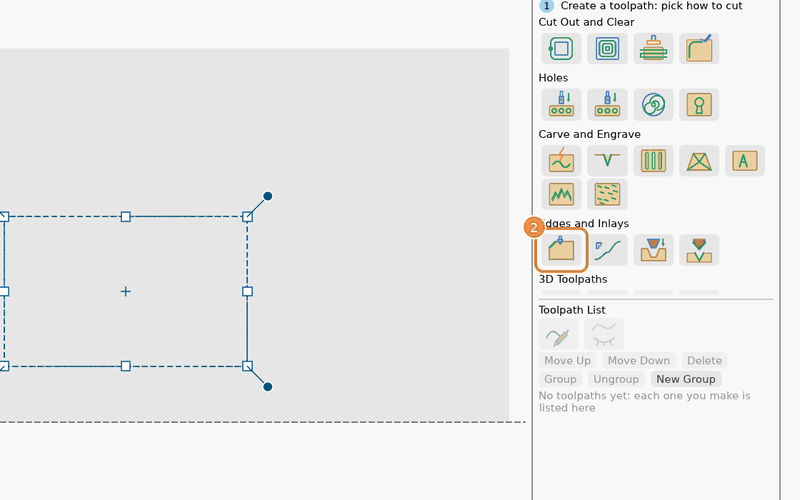 1 Create a toolpath: pick how to cut
Cut Out and Clear
Holes
Carve and Engrave
A
2
Edges and Inlays
3D Toolpaths
Toolpath List
Move Up Move Down Delete
Group Ungroup New Group
No toolpaths yet: each one you make is
listed here